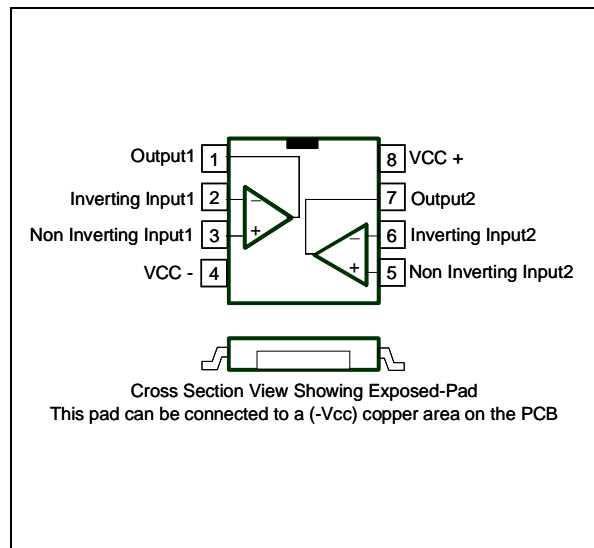 Output1 1
8 VCC +
Inverting Input1 2
−
7 Output2
Non Inverting Input1 3
+
−
6 Inverting Input2
VCC - 4
+
5 Non Inverting Input2
Cross Section View Showing Exposed-Pad
This pad can be connected to a (-Vcc) copper area on the PCB